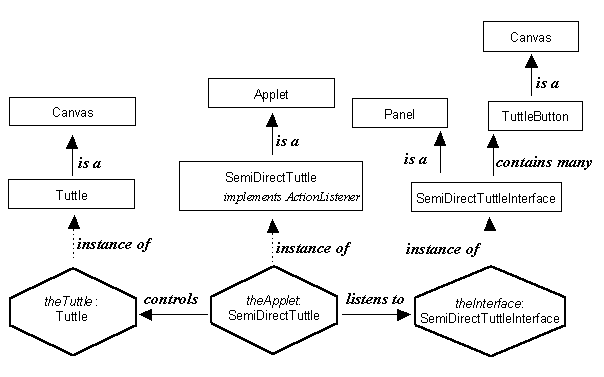 Canvas
Applet
Canvas
Panel
TuttleButton
is a
is a
is a
is a
contains many
Tuttle
SemiDirectTuttle
implements ActionListener
SemiDirectTuttleInterface
instance of
instance of
instance of
theTuttle:
Tuttle
controls
theApplet:
SemiDirectTuttle
listens to
theInterface:
SemiDirectTuttleInterface